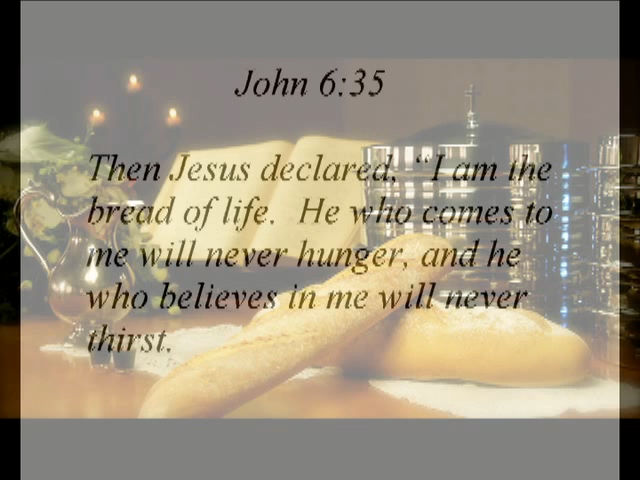 John 6:35
Then Jesus declared, “I am the
bread of life. He who comes to
me will never hunger, and he
who believes in me will never
thirst.